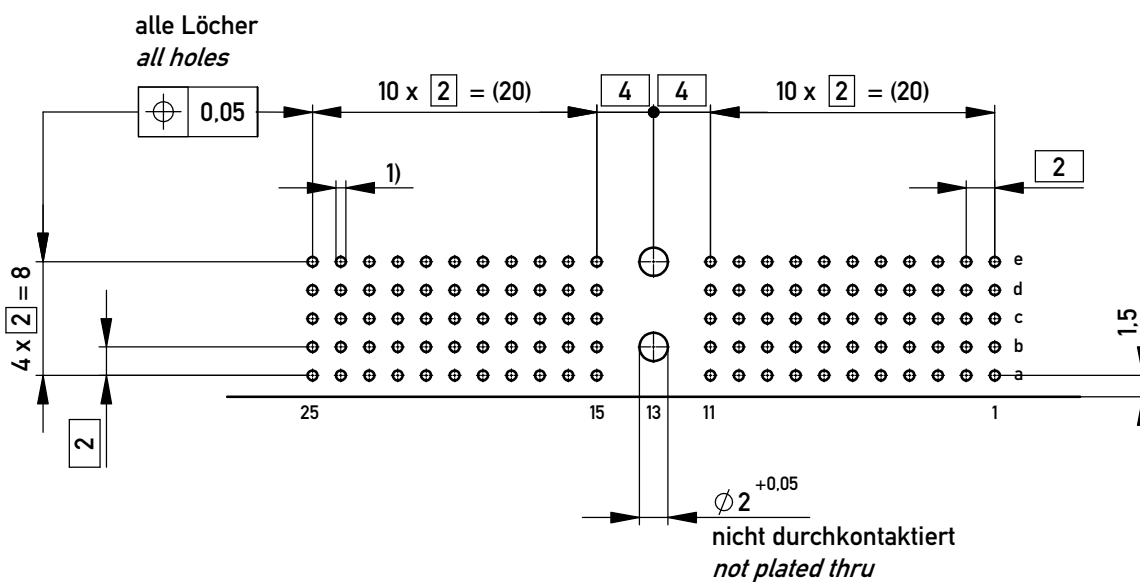 alle Löcher
all holes
⌖ 0,05
10 x 2 = (20)
4 4
10 x 2 = (20)
1)
2
4 x 2 = 8
2
e
d
c
b
a
1,5
25 15 13 11 1
∅2 +0,05
nicht durchkontaktiert
not plated thru